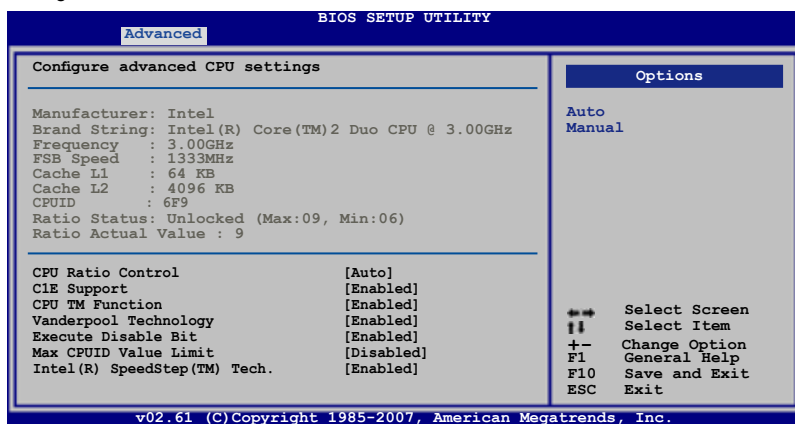 BIOS SETUP UTILITY
Advanced
Configure advanced CPU settings
Manufacturer: Intel
Brand String: Intel(R) Core(TM)2 Duo CPU @ 3.00GHz
Frequency : 3.00GHz
FSB Speed : 1333MHz
Cache L1 : 64 KB
Cache L2 : 4096 KB
CPUID : 6F9
Ratio Status: Unlocked (Max:09, Min:06)
Ratio Actual Value : 9
CPU Ratio Control [Auto]
C1E Support [Enabled]
CPU TM Function [Enabled]
Vanderpool Technology [Enabled]
Execute Disable Bit [Enabled]
Max CPUID Value Limit [Disabled]
Intel(R) SpeedStep(TM) Tech. [Enabled]
Options
Auto
Manual
Select Screen
Select Item
+- Change Option
F1 General Help
F10 Save and Exit
ESC Exit
v02.61 (C)Copyright 1985-2007, American Megatrends, Inc.